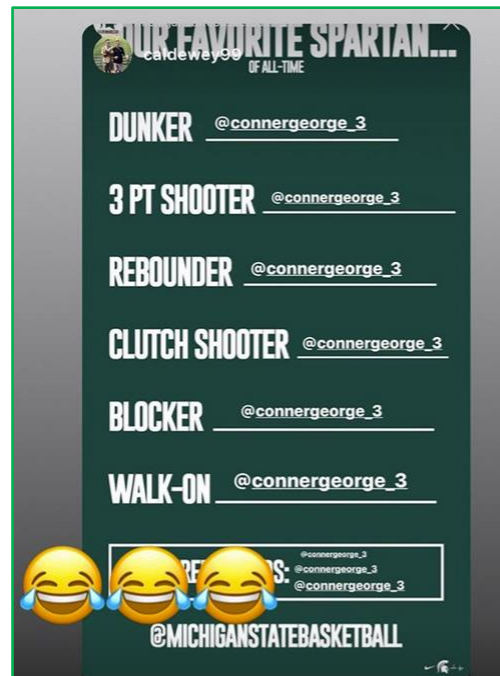 OUR FAVORITE SPARTAN...
caldewey99
OF ALL-TIME
DUNKER @connergeorge_3
3 PT SHOOTER @connergeorge_3
REBOUNDER @connergeorge_3
CLUTCH SHOOTER @connergeorge_3
BLOCKER @connergeorge_3
WALK-ON @connergeorge_3
@connergeorge_3
@connergeorge_3
@connergeorge_3
@MICHIGANSTATEBASKETBALL